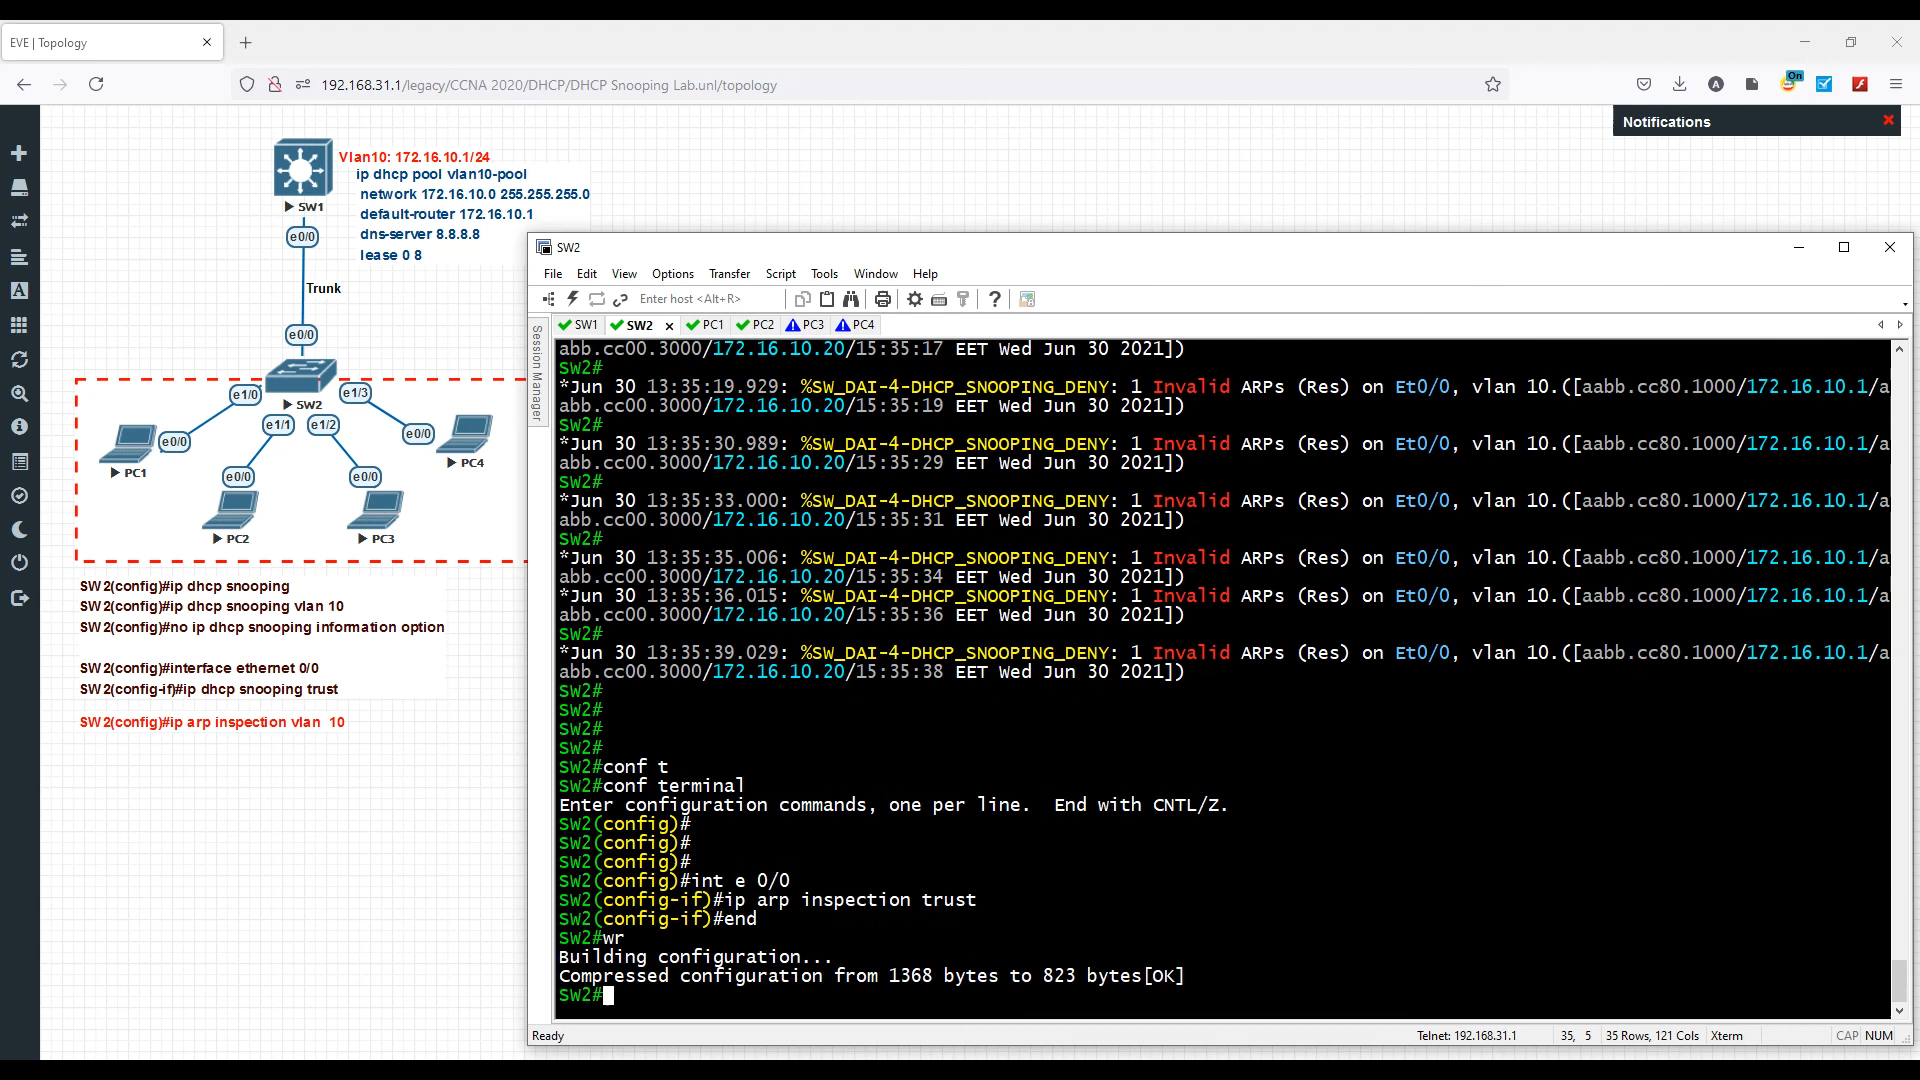 EVE | Topology
192.168.31.1/legacy/CCNA 2020/DHCP/DHCP Snooping Lab.unl/topology
On
A
Notifications
Vlan10: 172.16.10.1/24
ip dhcp pool vlan10-pool
network 172.16.10.0 255.255.255.0
default-router 172.16.10.1
dns-server 8.8.8.8
lease 0 8
SW1
e0/0
Trunk
e0/0
e1/0
SW2
e1/3
e1/1
e1/2
e0/0
PC1
e0/0
PC4
e0/0
PC2
e0/0
PC3
SW2(config)#ip dhcp snooping
SW2(config)#ip dhcp snooping vlan 10
SW2(config)#no ip dhcp snooping information option
SW2(config)#interface ethernet 0/0
SW2(config-if)#ip dhcp snooping trust
SW2(config)#ip arp inspection vlan  10
SW2
File Edit View Options Transfer Script Tools Window Help
Enter host <Alt+R>
SW1 SW2 PC1 PC2 PC3 PC4
Session Manager
abb.cc00.3000/172.16.10.20/15:35:17 EET Wed Jun 30 2021])
SW2#
*Jun 30 13:35:19.929: %SW_DAI-4-DHCP_SNOOPING_DENY: 1 Invalid ARPs (Res) on Et0/0, vlan 10.([aabb.cc80.1000/172.16.10.1/a
abb.cc00.3000/172.16.10.20/15:35:19 EET Wed Jun 30 2021])
SW2#
*Jun 30 13:35:30.989: %SW_DAI-4-DHCP_SNOOPING_DENY: 1 Invalid ARPs (Res) on Et0/0, vlan 10.([aabb.cc80.1000/172.16.10.1/a
abb.cc00.3000/172.16.10.20/15:35:29 EET Wed Jun 30 2021])
SW2#
*Jun 30 13:35:33.000: %SW_DAI-4-DHCP_SNOOPING_DENY: 1 Invalid ARPs (Res) on Et0/0, vlan 10.([aabb.cc80.1000/172.16.10.1/a
abb.cc00.3000/172.16.10.20/15:35:31 EET Wed Jun 30 2021])
SW2#
*Jun 30 13:35:35.006: %SW_DAI-4-DHCP_SNOOPING_DENY: 1 Invalid ARPs (Res) on Et0/0, vlan 10.([aabb.cc80.1000/172.16.10.1/a
abb.cc00.3000/172.16.10.20/15:35:34 EET Wed Jun 30 2021])
*Jun 30 13:35:36.015: %SW_DAI-4-DHCP_SNOOPING_DENY: 1 Invalid ARPs (Res) on Et0/0, vlan 10.([aabb.cc80.1000/172.16.10.1/a
abb.cc00.3000/172.16.10.20/15:35:36 EET Wed Jun 30 2021])
SW2#
*Jun 30 13:35:39.029: %SW_DAI-4-DHCP_SNOOPING_DENY: 1 Invalid ARPs (Res) on Et0/0, vlan 10.([aabb.cc80.1000/172.16.10.1/a
abb.cc00.3000/172.16.10.20/15:35:38 EET Wed Jun 30 2021])
SW2#
SW2#
SW2#
SW2#
SW2#conf t
SW2#conf terminal
Enter configuration commands, one per line.  End with CNTL/Z.
SW2(config)#
SW2(config)#
SW2(config)#
SW2(config)#int e 0/0
SW2(config-if)#ip arp inspection trust
SW2(config-if)#end
SW2#wr
Building configuration...
Compressed configuration from 1368 bytes to 823 bytes[OK]
SW2#
Ready Telnet: 192.168.31.1 35, 5 35 Rows, 121 Cols Xterm CAP NUM